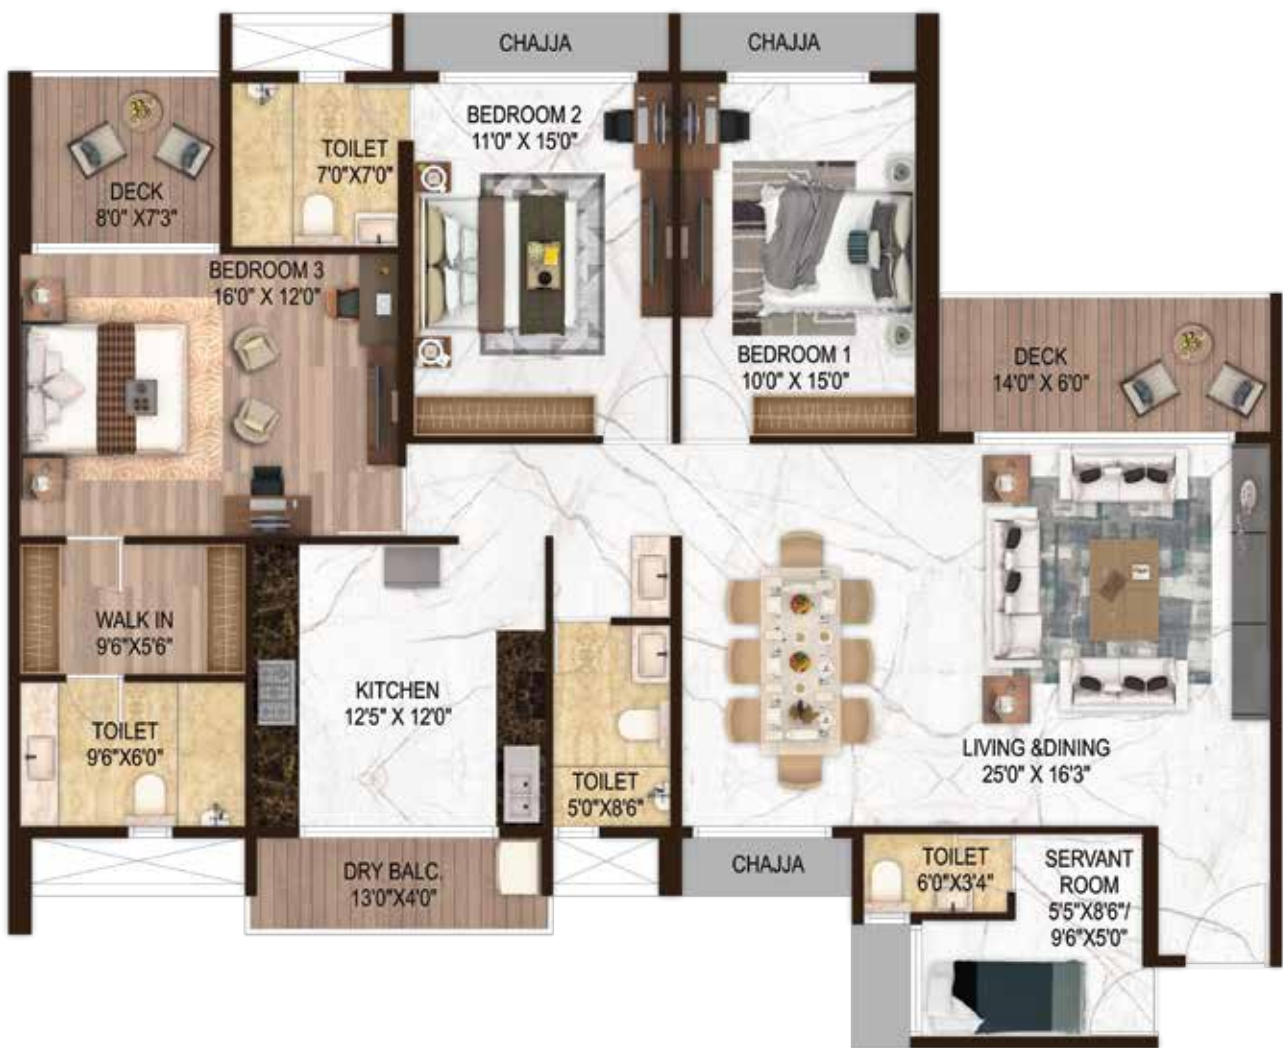 CHAJJA
CHAJJA
BEDROOM 2
11'0" X 15'0"
TOILET
7'0"X7'0"
DECK
8'0" X7'3"
BEDROOM 3
16'0" X 12'0"
BEDROOM 1
10'0" X 15'0"
DECK
14'0" X 6'0"
WALK IN
9'6"X5'6"
KITCHEN
12'5" X 12'0"
TOILET
9'6"X6'0"
LIVING &DINING
25'0" X 16'3"
TOILET
5'0"X8'6"
DRY BALC.
13'0"X4'0"
CHAJJA
TOILET
6'0"X3'4"
SERVANT
ROOM
5'5"X8'6"/
9'6"X5'0"